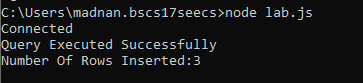 C:\Users\madnan.bscs17seecs>node lab.js
Connected
Query Executed Successfully
Number Of Rows Inserted:3